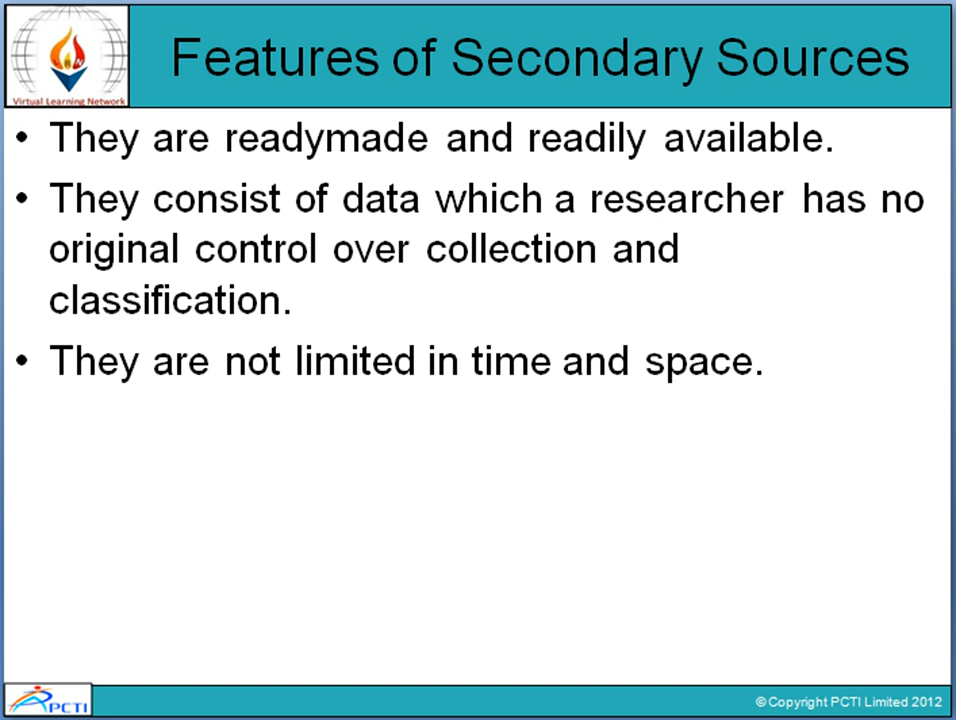 Features of Secondary Sources
Virtual Learning Network
• They are readymade and readily available.
• They consist of data which a researcher has no
original control over collection and
classification.
• They are not limited in time and space.
PCTI
© Copyright PCTI Limited 2012